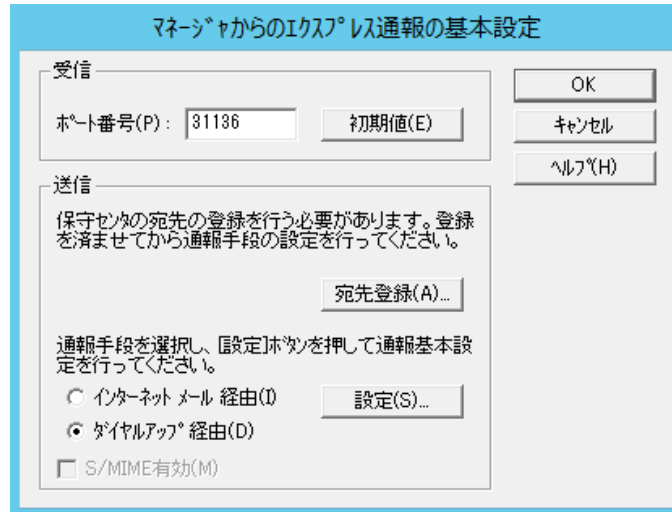 ﾏﾈｰｼﾞｬからのｴｸｽﾌﾟﾚｽ通報の基本設定
受信
ﾎﾟｰﾄ番号(P)：
31136
初期値(E)
OK
ｷｬﾝｾﾙ
ﾍﾙﾌﾟ(H)
送信
保守ｾﾝﾀの宛先の登録を行う必要があります。登録
を済ませてから通報手段の設定を行ってください。
宛先登録(A)...
通報手段を選択し、[設定]ﾎﾞﾀﾝを押して通報基本設
定を行ってください。
ｲﾝﾀｰﾈｯﾄ ﾒｰﾙ 経由(I)
設定(S)...
ﾀﾞｲﾔﾙｱｯﾌﾟ 経由(D)
S/MIME有効(M)